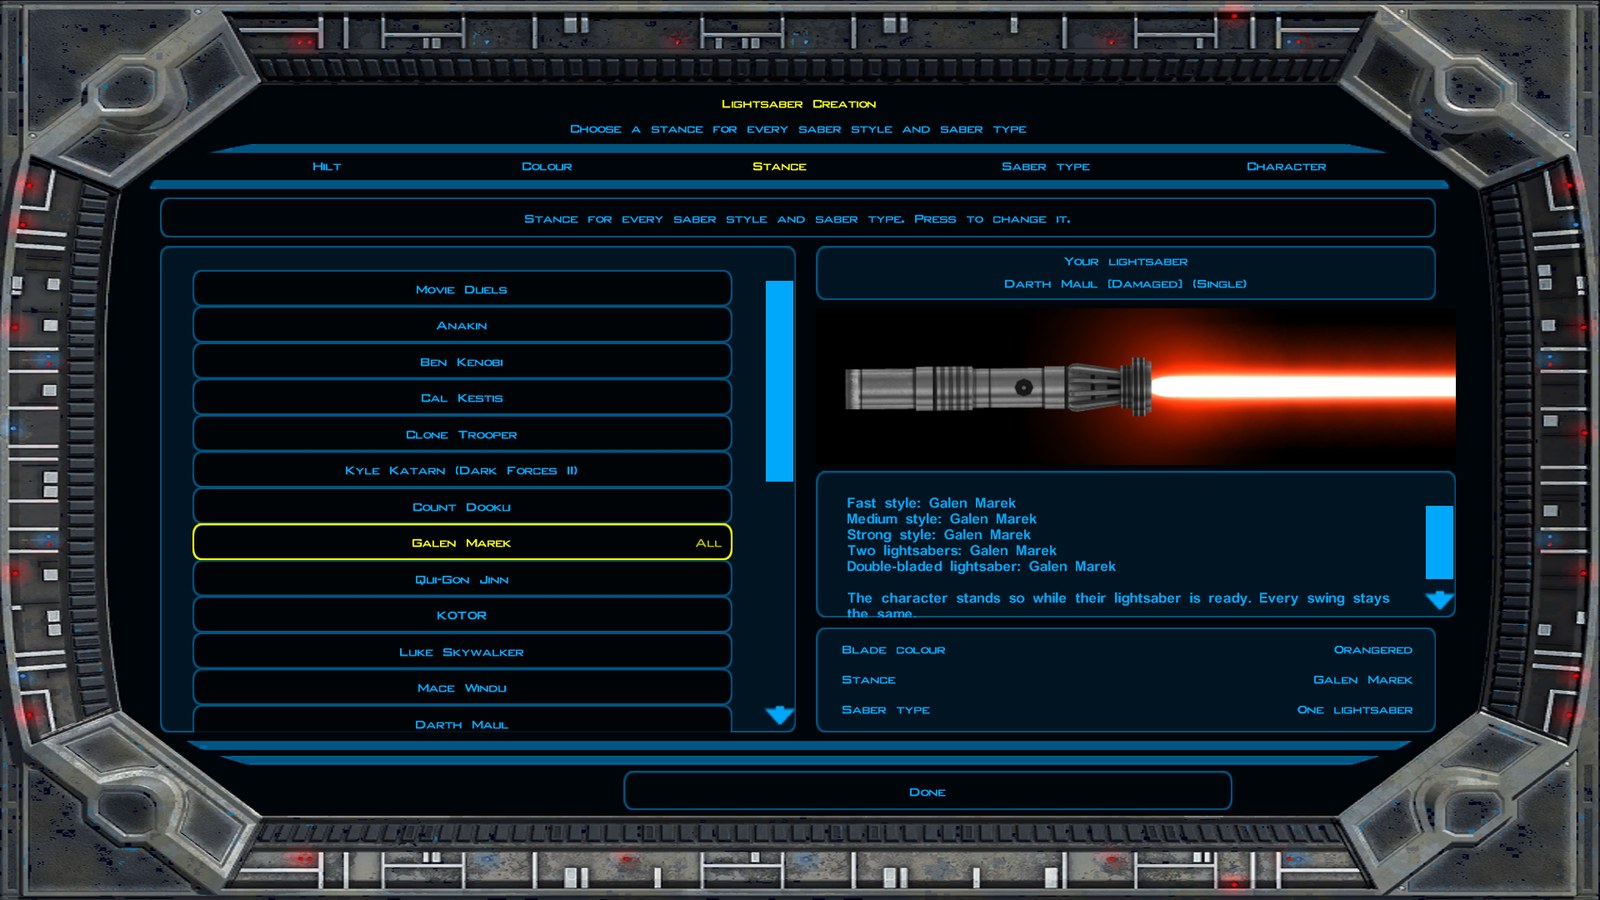 Lightsaber Creation
Choose a stance for every saber style and saber type
Hilt Colour Stance Saber type Character
Stance for every saber style and saber type. Press to change it.
Movie Duels
Anakin
Ben Kenobi
Cal Kestis
Clone Trooper
Kyle Katarn (Dark Forces II)
Count Dooku
Galen Marek All
Qui-Gon Jinn
KOTOR
Luke Skywalker
Mace Windu
Darth Maul
Your lightsaber
Darth Maul [Damaged] (Single)
Fast style: Galen Marek
Medium style: Galen Marek
Strong style: Galen Marek
Two lightsabers: Galen Marek
Double-bladed lightsaber: Galen Marek
The character stands so while their lightsaber is ready. Every swing stays
the same.
Blade colour Orangered
Stance Galen Marek
Saber type One lightsaber
Done